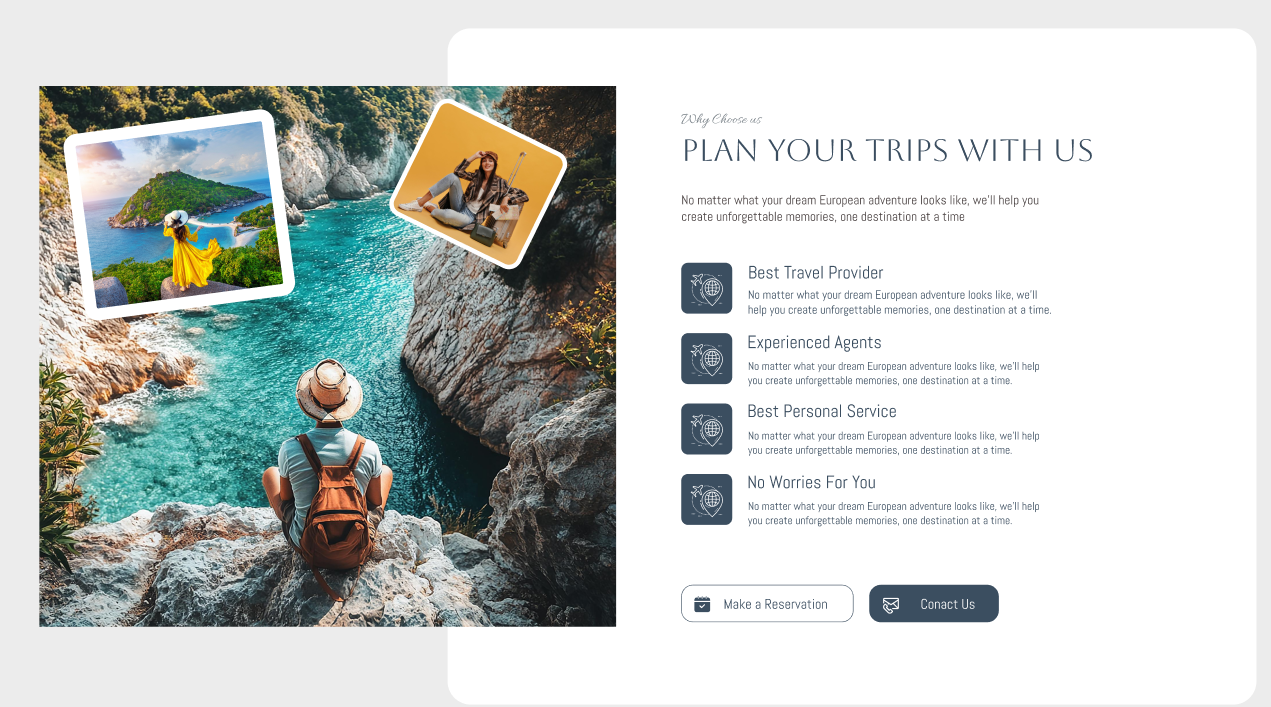 Why Choose us
PLAN YOUR TRIPS WITH US
No matter what your dream European adventure looks like, we'll help you
create unforgettable memories, one destination at a time
Best Travel Provider
No matter what your dream European adventure looks like, we'll
help you create unforgettable memories, one destination at a time.
Experienced Agents
No matter what your dream European adventure looks like, we'll help
you create unforgettable memories, one destination at a time.
Best Personal Service
No matter what your dream European adventure looks like, we'll help
you create unforgettable memories, one destination at a time.
No Worries For You
No matter what your dream European adventure looks like, we'll help
you create unforgettable memories, one destination at a time.
Make a Reservation
Conact Us